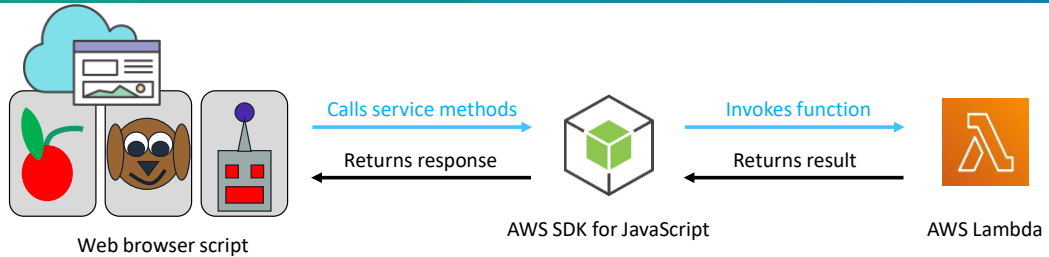 Calls service methods
Invokes function
Returns response
Returns result
Web browser script
AWS SDK for JavaScript
AWS Lambda